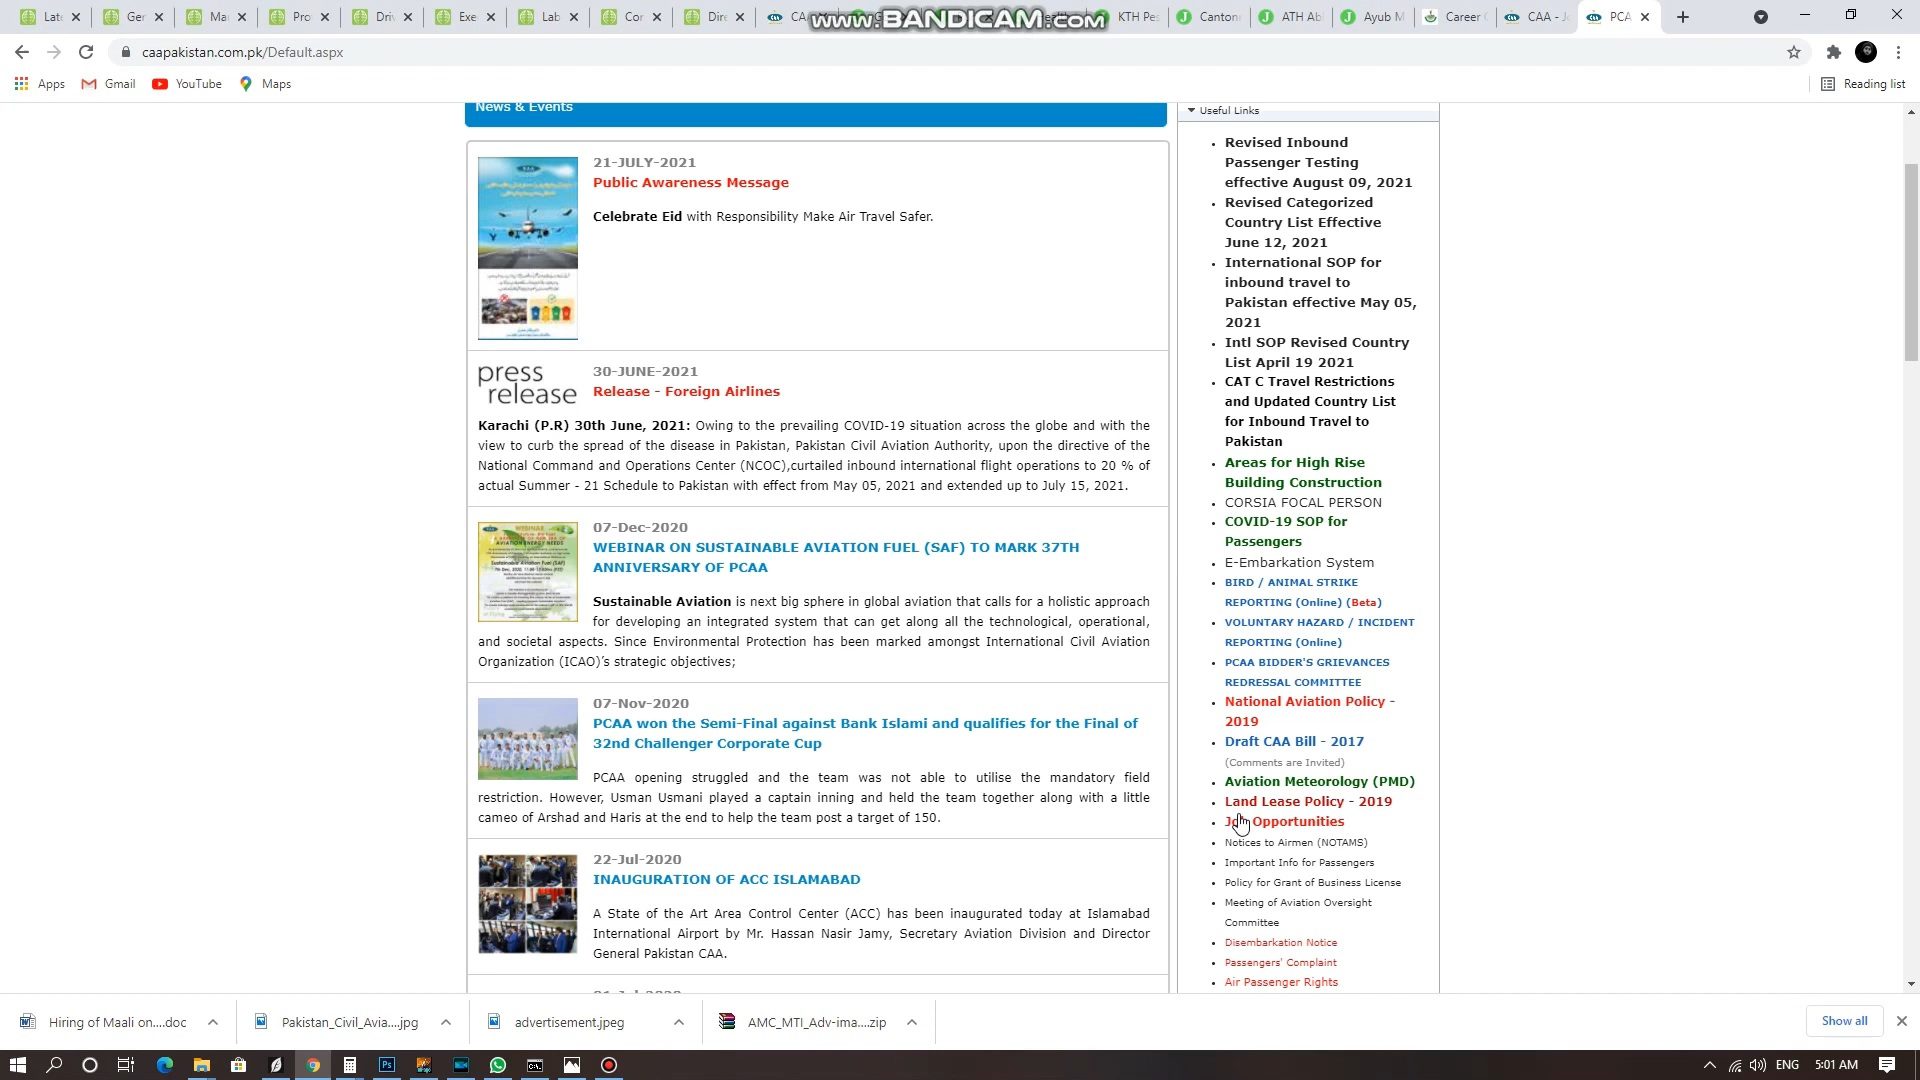 Late
Ger
Ma
Pro
Driv
Exe
Lab
Cor
Dire
CA
www.BANDICAM.com
KTH Pes
Canton
ATH Ab
Ayub M
Career
CAA - J
PCA
caapakistan.com.pk/Default.aspx
Apps
Gmail
YouTube
Maps
Reading list
News & Events
21-JULY-2021
Public Awareness Message
Celebrate Eid with Responsibility Make Air Travel Safer.
press
release
30-JUNE-2021
Release - Foreign Airlines
Karachi (P.R) 30th June, 2021: Owing to the prevailing COVID-19 situation across the globe and with the
view to curb the spread of the disease in Pakistan, Pakistan Civil Aviation Authority, upon the directive of the
National Command and Operations Center (NCOC),curtailed inbound international flight operations to 20 % of
actual Summer - 21 Schedule to Pakistan with effect from May 05, 2021 and extended up to July 15, 2021.
WEBINAR
AVIATION ENERGY NEEDS
Sustainable Aviation Fuel (SAF)
07-Dec-2020
WEBINAR ON SUSTAINABLE AVIATION FUEL (SAF) TO MARK 37TH
ANNIVERSARY OF PCAA
Sustainable Aviation is next big sphere in global aviation that calls for a holistic approach
for developing an integrated system that can get along all the technological, operational,
and societal aspects. Since Environmental Protection has been marked amongst International Civil Aviation
Organization (ICAO)'s strategic objectives;
07-Nov-2020
PCAA won the Semi-Final against Bank Islami and qualifies for the Final of
32nd Challenger Corporate Cup
PCAA opening struggled and the team was not able to utilise the mandatory field
restriction. However, Usman Usmani played a captain inning and held the team together along with a little
cameo of Arshad and Haris at the end to help the team post a target of 150.
22-Jul-2020
INAUGURATION OF ACC ISLAMABAD
A State of the Art Area Control Center (ACC) has been inaugurated today at Islamabad
International Airport by Mr. Hassan Nasir Jamy, Secretary Aviation Division and Director
General Pakistan CAA.
Useful Links
Revised Inbound
Passenger Testing
effective August 09, 2021
Revised Categorized
Country List Effective
June 12, 2021
International SOP for
inbound travel to
Pakistan effective May 05,
2021
Intl SOP Revised Country
List April 19 2021
CAT C Travel Restrictions
and Updated Country List
for Inbound Travel to
Pakistan
Areas for High Rise
Building Construction
CORSIA FOCAL PERSON
COVID-19 SOP for
Passengers
E-Embarkation System
BIRD / ANIMAL STRIKE
REPORTING (Online) (Beta)
VOLUNTARY HAZARD / INCIDENT
REPORTING (Online)
PCAA BIDDER'S GRIEVANCES
REDRESSAL COMMITTEE
National Aviation Policy -
2019
Draft CAA Bill - 2017
(Comments are Invited)
Aviation Meteorology (PMD)
Land Lease Policy - 2019
Job Opportunities
Notices to Airmen (NOTAMS)
Important Info for Passengers
Policy for Grant of Business License
Meeting of Aviation Oversight
Committee
Disembarkation Notice
Passengers' Complaint
Air Passenger Rights
Hiring of Maali on....doc
Pakistan_Civil_Avia....jpg
advertisement.jpeg
AMC_MTI_Adv-ima....zip
Show all
ENG
5:01 AM